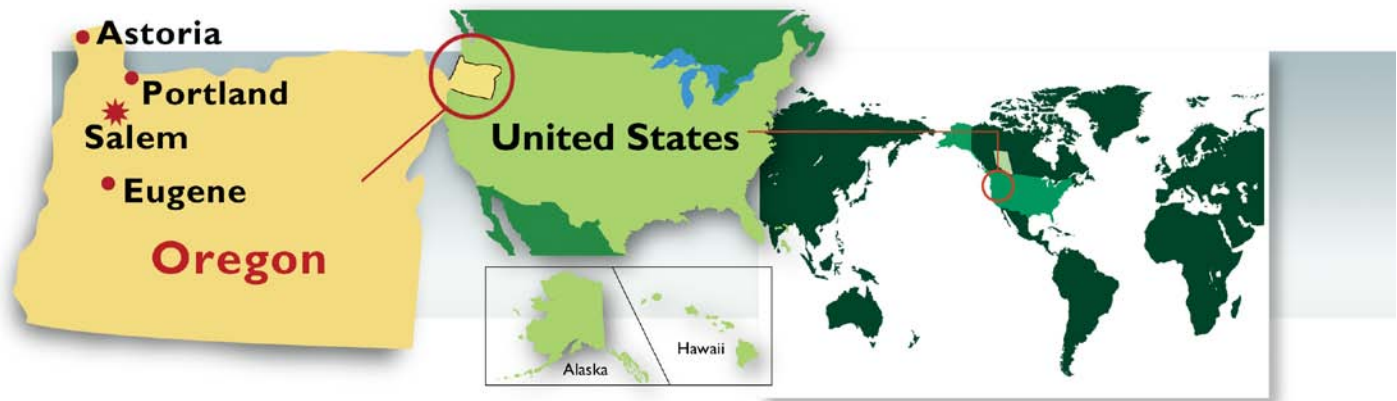 Astoria
Portland
Salem
Eugene
Oregon
United States
Alaska
Hawaii